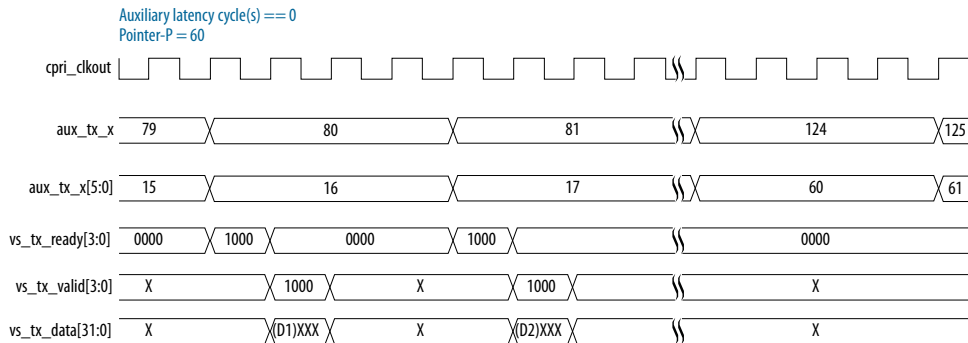 Auxiliary latency cycle(s) == 0
Pointer-P = 60
cpri_clkout
aux_tx_x 79 80 81 124 125
aux_tx_x[5:0] 15 16 17 60 61
vs_tx_ready[3:0] 0000 1000 0000 1000 0000
vs_tx_valid[3:0] X 1000 X 1000 X
vs_tx_data[31:0] X (D1)XXX X (D2)XXX X